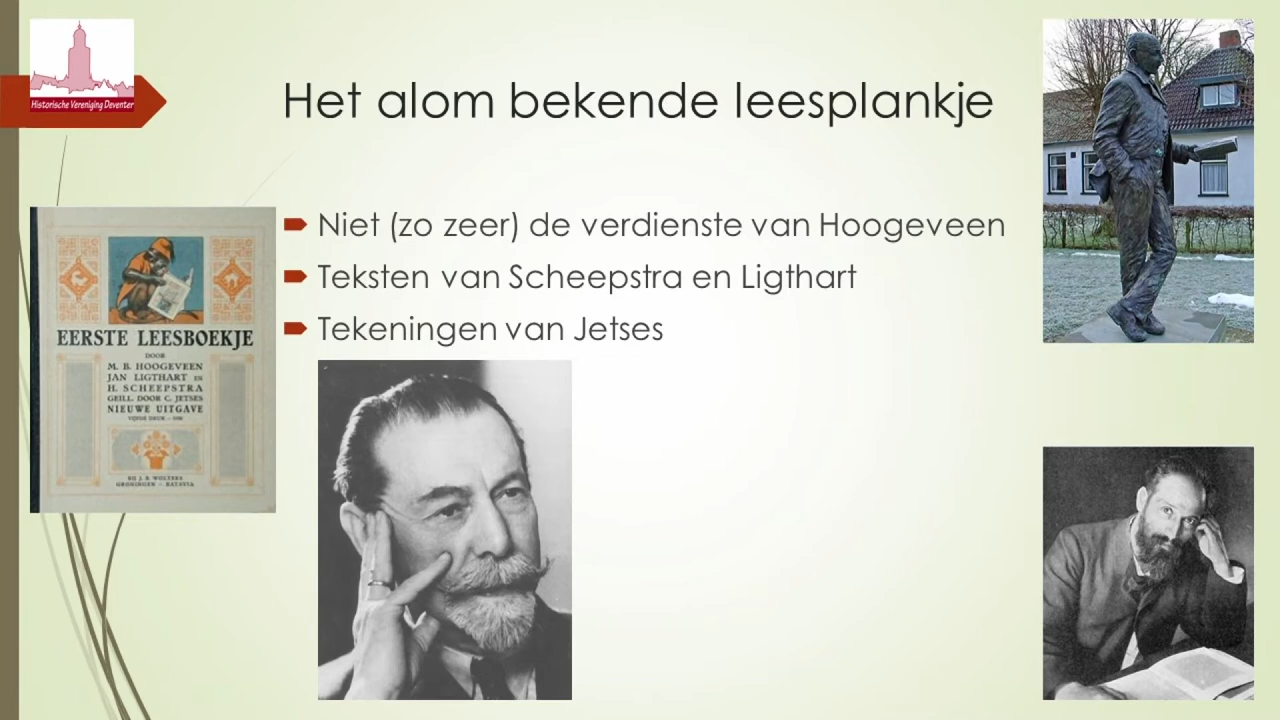 Historische Vereniging Deventer
Het alom bekende leesplankje
Niet (zo zeer) de verdienste van Hoogeveen
Teksten van Scheepstra en Ligthart
Tekeningen van Jetses
EERSTE LEESBOEKJE
DOOR
M. B. HOOGEVEEN
JAN LIGTHART EN
H. SCHEEPSTRA
GEILL. DOOR C. JETSES
NIEUWE UITGAVE
VIJFDE DRUK
BIJ J. B. WOLTERS
GRONINGEN – BATAVIA